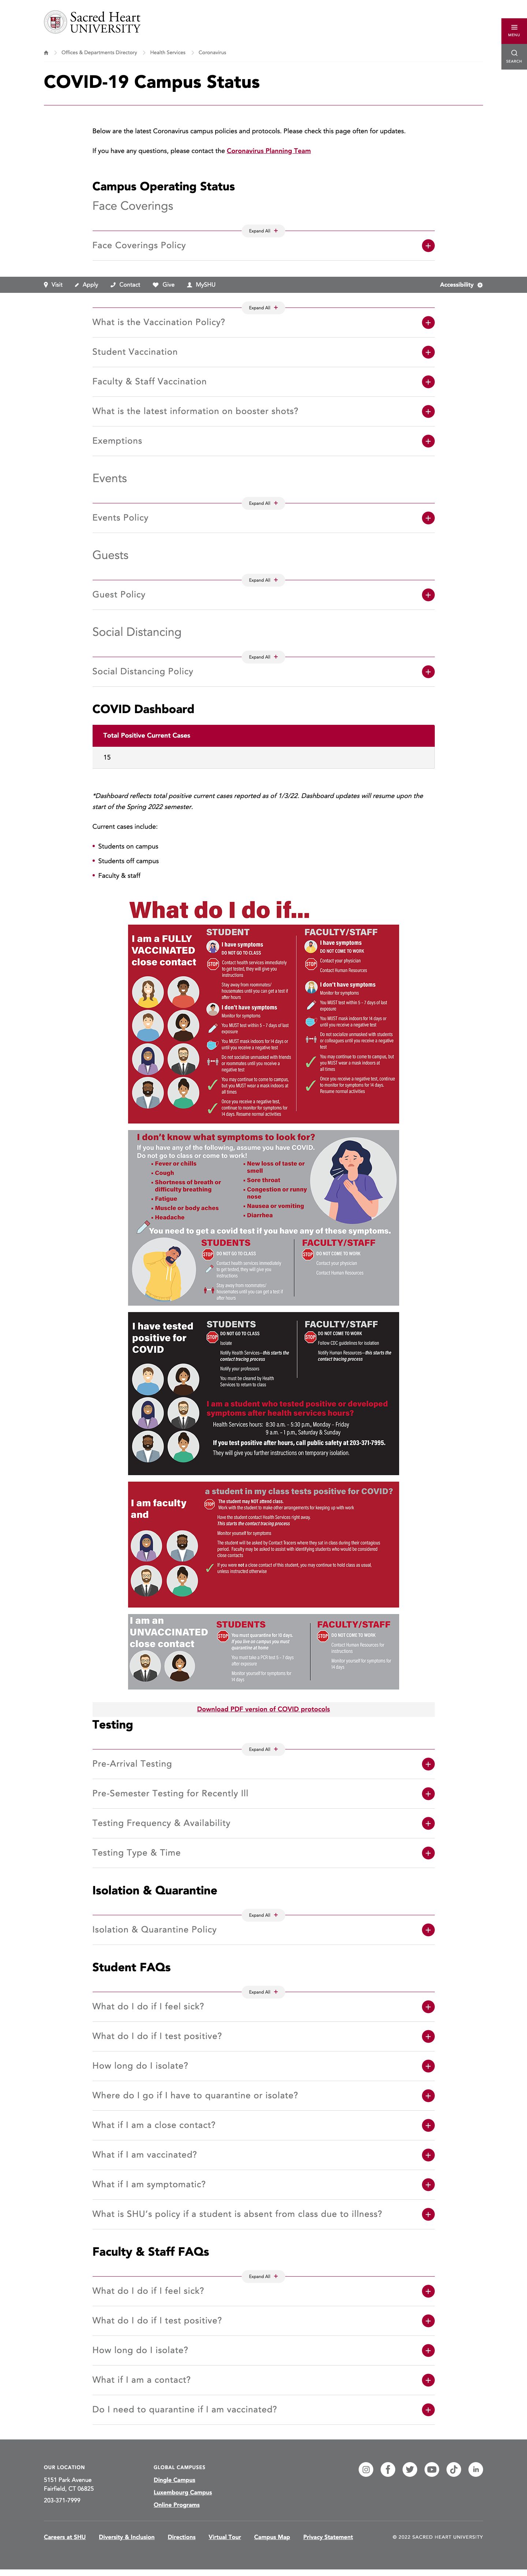 Sacred Heart
UNIVERSITY
MENU
SEARCH
Offices & Departments Directory
Health Services
Coronavirus
COVID-19 Campus Status
Below are the latest Coronavirus campus policies and protocols. Please check this page often for updates.
If you have any questions, please contact the Coronavirus Planning Team
Campus Operating Status
Face Coverings
Expand All +
Face Coverings Policy
Visit
Apply
Contact
Give
MySHU
Accessibility
Expand All +
What is the Vaccination Policy?
Student Vaccination
Faculty & Staff Vaccination
What is the latest information on booster shots?
Exemptions
Events
Expand All +
Events Policy
Guests
Expand All +
Guest Policy
Social Distancing
Expand All +
Social Distancing Policy
COVID Dashboard
Total Positive Current Cases
15
*Dashboard reflects total positive current cases reported as of 1/3/22. Dashboard updates will resume upon the
start of the Spring 2022 semester.
Current cases include:
• Students on campus
• Students off campus
• Faculty & staff
What do I do if...
I am a FULLY
VACCINATED
close contact
STUDENT
I have symptoms
DO NOT GO TO CLASS
STOP
Contact health services immediately
to get tested, they will give you
instructions
Stay away from roommates/
housemates until you can get a test if
after hours
I don't have symptoms
Monitor for symptoms
You MUST test within 5 – 7 days of last
exposure
You MUST mask indoors for 14 days or
until you receive a negative test
Do not socialize unmasked with friends
or roommates until you receive a
negative test
You may continue to come to campus,
but you MUST wear a mask indoors at
all times
Once you receive a negative test,
continue to monitor for symptoms for
14 days. Resume normal activities
FACULTY/STAFF
I have symptoms
DO NOT COME TO WORK
STOP
Contact your physician
Contact Human Resources
I don't have symptoms
Monitor for symptoms
You MUST test within 5 – 7 days of last
exposure
You MUST mask indoors for 14 days or
until you receive a negative test
Do not socialize unmasked with students
or colleagues until you receive a negative
test
You may continue to come to campus, but
you MUST wear a mask indoors at
all times
Once you receive a negative test, continue
to monitor for symptoms for 14 days.
Resume normal activities
I don't know what symptoms to look for?
If you have any of the following, assume you have COVID.
Do not go to class or come to work!
• Fever or chills
• Cough
• Shortness of breath or
difficulty breathing
• Fatigue
• Muscle or body aches
• Headache
• New loss of taste or
smell
• Sore throat
• Congestion or runny
nose
• Nausea or vomiting
• Diarrhea
You need to get a covid test if you have any of these symptoms.
STUDENTS
STOP
DO NOT GO TO CLASS
Contact health services immediately
to get tested, they will give you
instructions
Stay away from roommates/
housemates until you can get a test if
after hours
FACULTY/STAFF
STOP
DO NOT COME TO WORK
Contact your physician
Contact Human Resources
I have tested
positive for
COVID
STUDENTS
STOP
DO NOT GO TO CLASS
Isolate
Notify Health Services – this starts the
contact tracing process
Notify your professors
You must be cleared by Health
Services to return to class
FACULTY/STAFF
STOP
DO NOT COME TO WORK
Follow CDC guidelines for isolation
Notify Human Resources – this starts the
contact tracing process
I am a student who tested positive or developed
symptoms after health services hours?
Health Services hours: 8:30 a.m. - 5:30 p.m., Monday – Friday
9 a.m. – 1 p.m., Saturday & Sunday
If you test positive after hours, call public safety at 203-371-7995.
They will give you further instructions on temporary isolation.
I am faculty
and
a student in my class tests positive for COVID?
STOP
The student may NOT attend class.
Work with the student to make other arrangements for keeping up with work
Have the student contact Health Services right away.
This starts the contact tracing process
Monitor yourself for symptoms
The student will be asked by Contact Tracers where they sat in class during their contagious
period. Faculty may be asked to assist with identifying students who would be considered
close contacts
If you were not a close contact of this student, you may continue to hold class as usual,
unless instructed otherwise
I am an
UNVACCINATED
close contact
STUDENTS
STOP
You must quarantine for 10 days.
If you live on campus you must
quarantine at home
You must take a PCR test 5 – 7 days
after exposure
Monitor yourself for symptoms for
14 days
FACULTY/STAFF
STOP
DO NOT COME TO WORK
Contact Human Resources for
instructions
Monitor yourself for symptoms for
14 days
Download PDF version of COVID protocols
Testing
Expand All +
Pre-Arrival Testing
Pre-Semester Testing for Recently Ill
Testing Frequency & Availability
Testing Type & Time
Isolation & Quarantine
Expand All +
Isolation & Quarantine Policy
Student FAQs
Expand All +
What do I do if I feel sick?
What do I do if I test positive?
How long do I isolate?
Where do I go if I have to quarantine or isolate?
What if I am a close contact?
What if I am vaccinated?
What if I am symptomatic?
What is SHU's policy if a student is absent from class due to illness?
Faculty & Staff FAQs
Expand All +
What do I do if I feel sick?
What do I do if I test positive?
How long do I isolate?
What if I am a contact?
Do I need to quarantine if I am vaccinated?
OUR LOCATION
5151 Park Avenue
Fairfield, CT 06825
203-371-7999
GLOBAL CAMPUSES
Dingle Campus
Luxembourg Campus
Online Programs
Careers at SHU
Diversity & Inclusion
Directions
Virtual Tour
Campus Map
Privacy Statement
© 2022 SACRED HEART UNIVERSITY